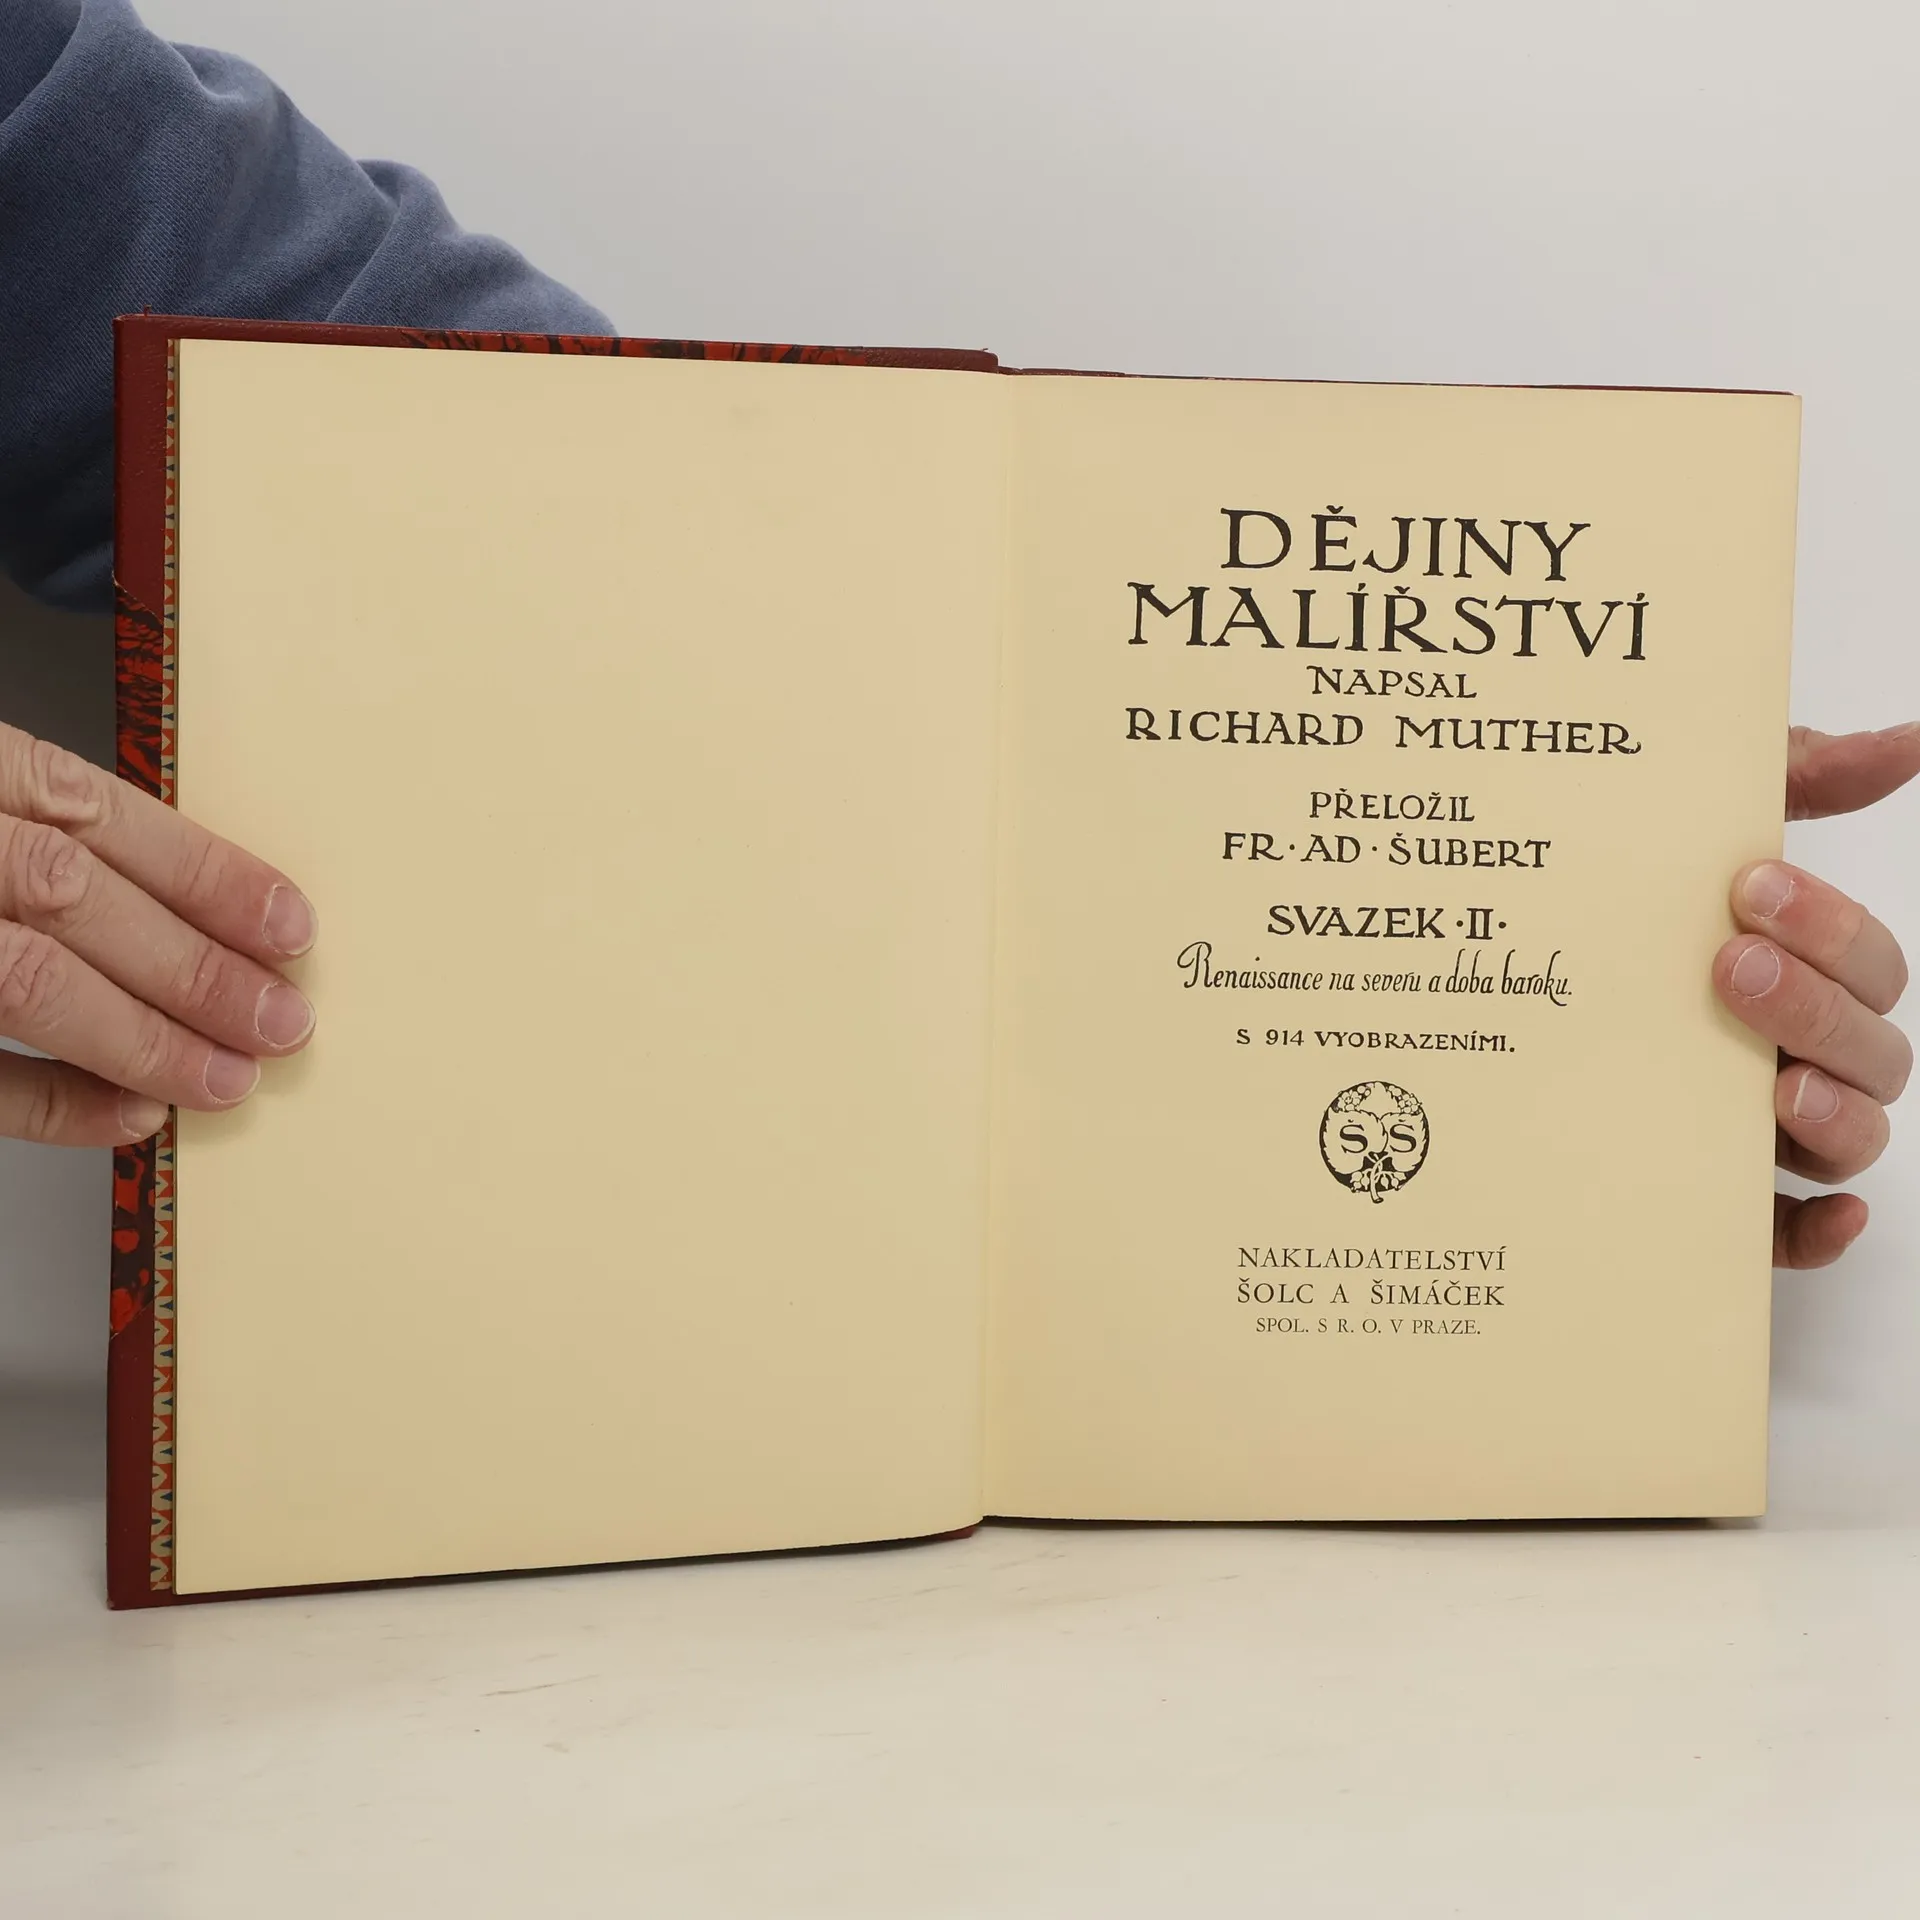 DĚJINY
MALÍŘSTVÍ
NAPSAL
RICHARD MUTHER
PŘELOŽIL
FR·AD·ŠUBERT
SVAZEK·II·
Renaissance na severu a doba baroku.
S 914 VYOBRAZENÍMI.
Š Š
NAKLADATELSTVÍ
ŠOLC A ŠIMÁČEK
SPOL. S R. O. V PRAZE.